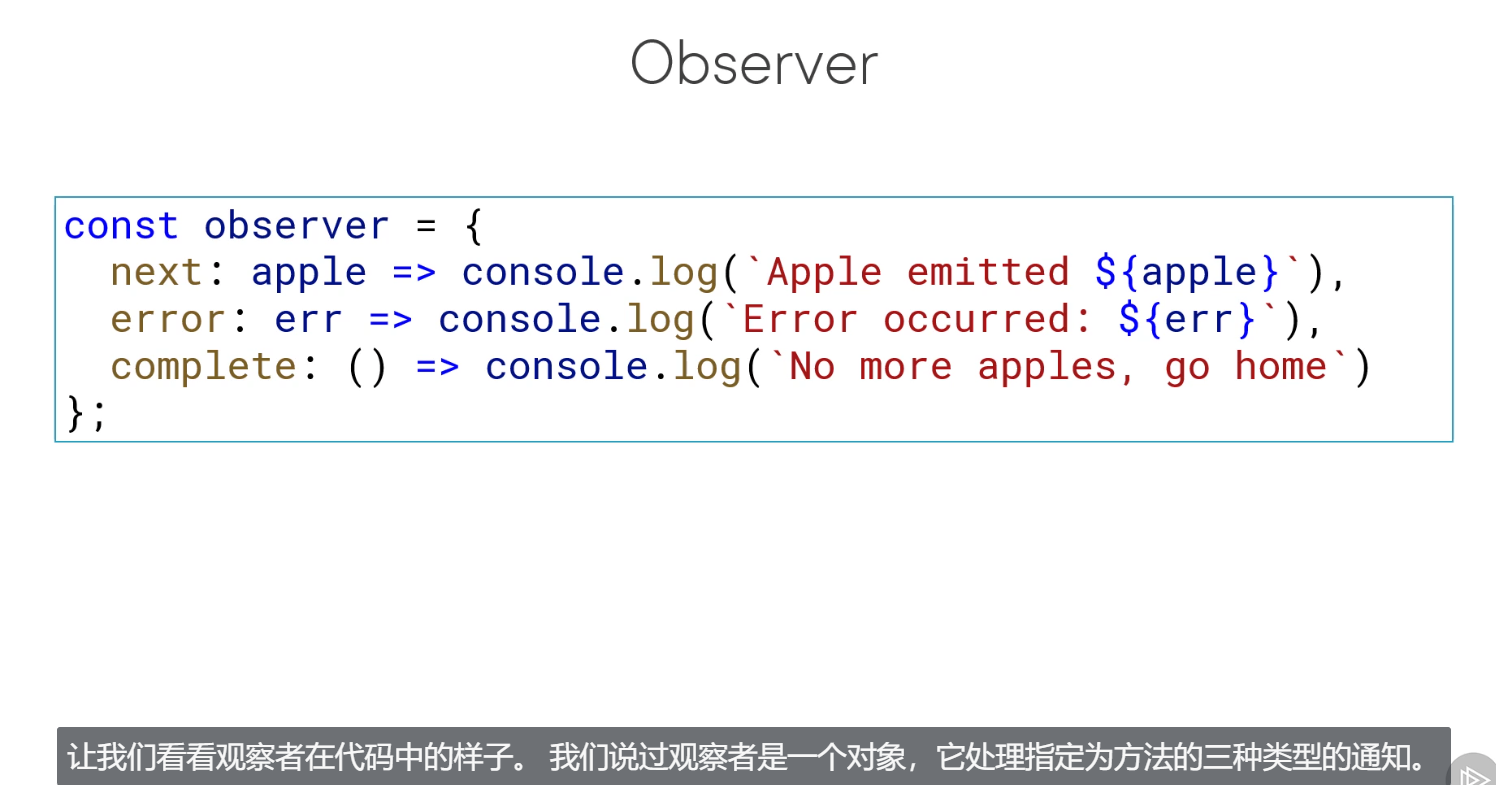 Observer
const observer = {
  next: apple => console.log(`Apple emitted ${apple}`),
  error: err => console.log(`Error occurred: ${err}`),
  complete: () => console.log(`No more apples, go home`)
};
让我们看看观察者在代码中的样子。 我们说过观察者是一个对象，它处理指定为方法的三种类型的通知。